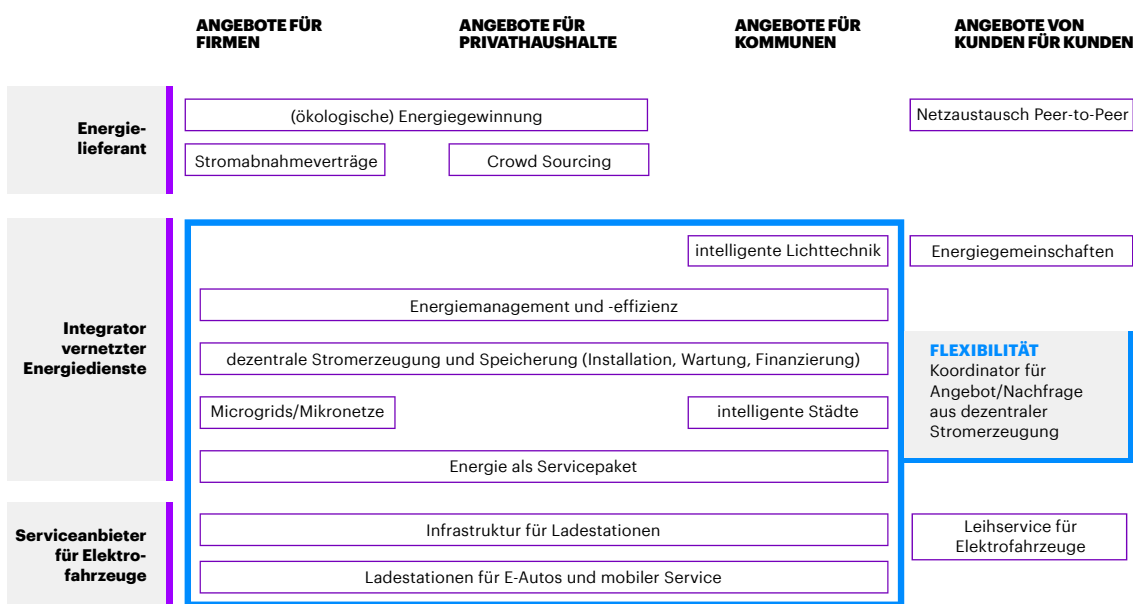 ANGEBOTE FÜR
FIRMEN
ANGEBOTE FÜR
PRIVATHAUSHALTE
ANGEBOTE FÜR
KOMMUNEN
ANGEBOTE VON
KUNDEN FÜR KUNDEN
Energie-
lieferant
(ökologische) Energiegewinnung
Netzaustausch Peer-to-Peer
Stromabnahmeverträge
Crowd Sourcing
Integrator
vernetzter
Energiedienste
intelligente Lichttechnik
Energiegemeinschaften
Energiemanagement und -effizienz
dezentrale Stromerzeugung und Speicherung (Installation, Wartung, Finanzierung)
FLEXIBILITÄT
Koordinator für
Angebot/Nachfrage
aus dezentraler
Stromerzeugung
Microgrids/Mikronetze
intelligente Städte
Energie als Servicepaket
Serviceanbieter
für Elektro-
fahrzeuge
Infrastruktur für Ladestationen
Leihservice für
Elektrofahrzeuge
Ladestationen für E-Autos und mobiler Service